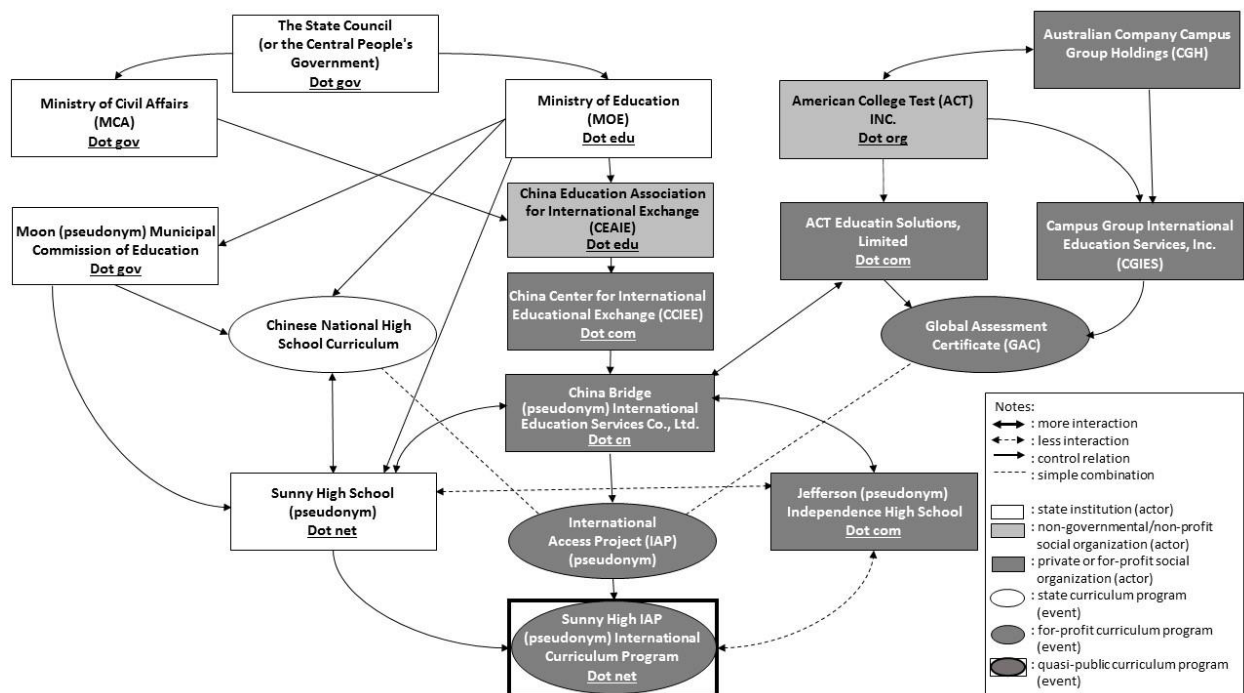 The State Council
(or the Central People's
Government)
Dot gov
Australian Company Campus
Group Holdings (CGH)
Ministry of Civil Affairs
(MCA)
Dot gov
Ministry of Education
(MOE)
Dot edu
American College Test (ACT)
INC.
Dot org
China Education Association
for International Exchange
(CEAIE)
Dot edu
Moon (pseudonym) Municipal
Commission of Education
Dot gov
ACT Educatin Solutions,
Limited
Dot com
Campus Group International
Education Services, Inc.
(CGIES)
China Center for International
Educational Exchange (CCIEE)
Dot com
Chinese National High
School Curriculum
Global Assessment
Certificate (GAC)
China Bridge
(pseudonym) International
Education Services Co., Ltd.
Dot cn
Sunny High School
(pseudonym)
Dot net
International
Access Project (IAP)
(pseudonym)
Jefferson (pseudonym)
Independence High School
Dot com
Sunny High IAP
(pseudonym) International
Curriculum Program
Dot net
Notes:
: more interaction
: less interaction
: control relation
: simple combination
: state institution (actor)
: non-governmental/non-profit
social organization (actor)
: private or for-profit social
organization (actor)
: state curriculum program
(event)
: for-profit curriculum program
(event)
: quasi-public curriculum program
(event)